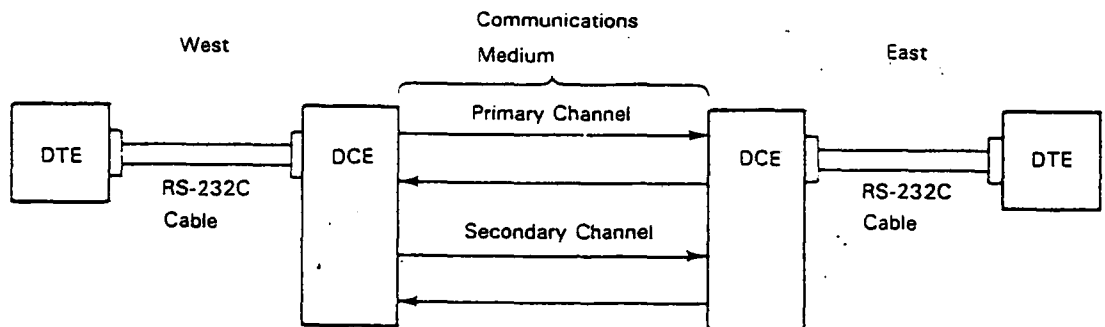 Communications
Medium
West
East
Primary Channel
DTE
DCE
DCE
DTE
RS-232C
Cable
RS-232C
Cable
Secondary Channel